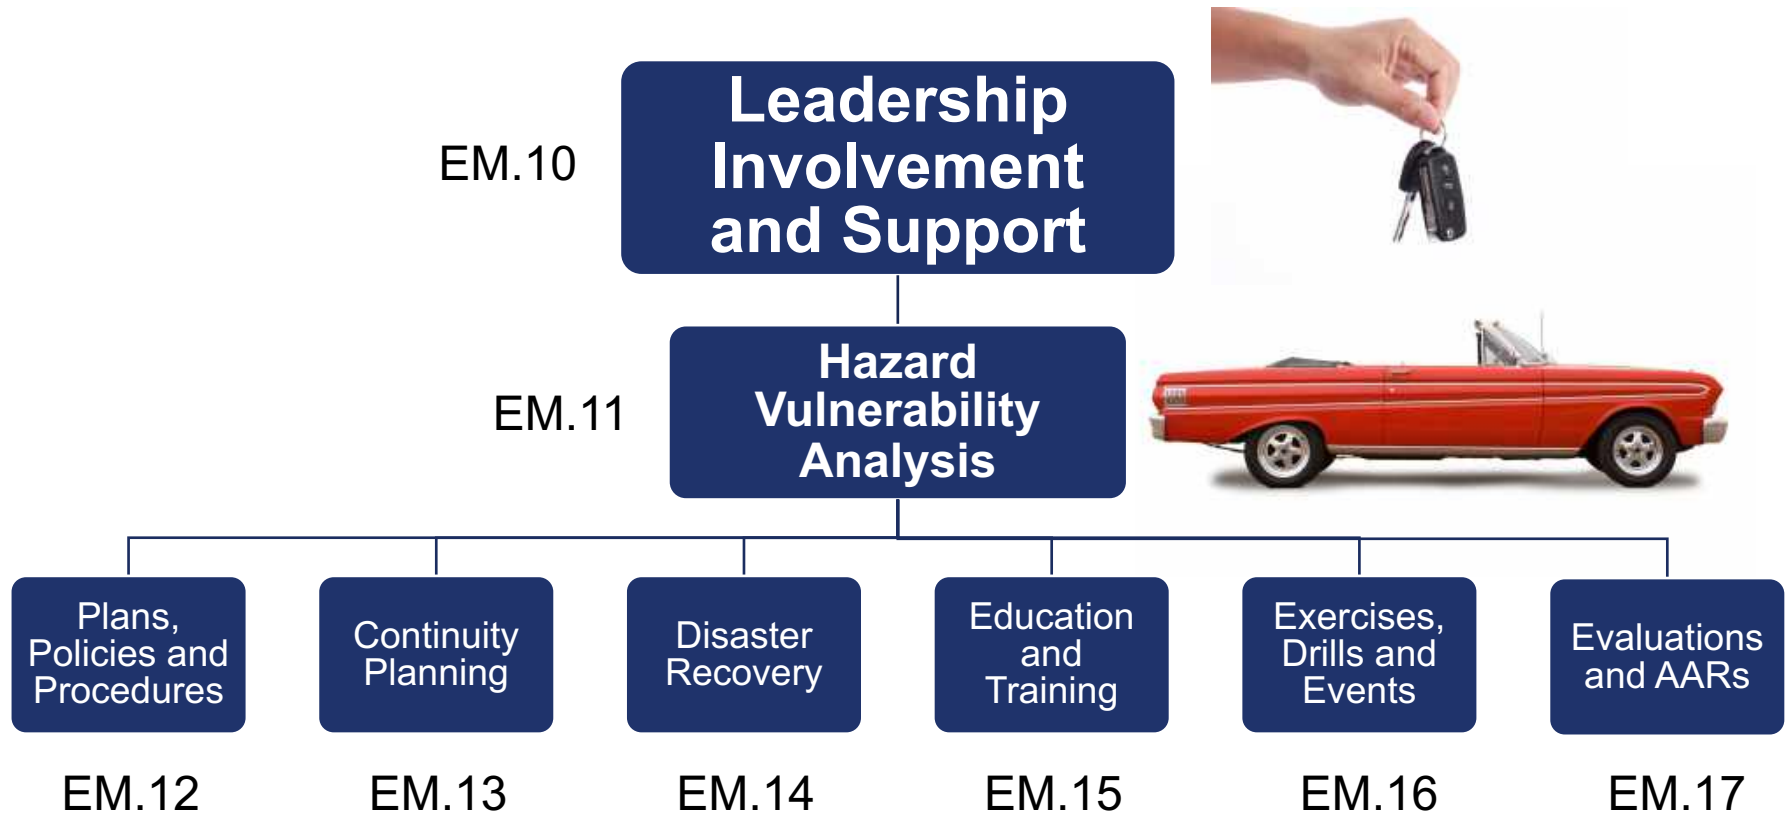 EM.10
Leadership
Involvement
and Support
EM.11
Hazard
Vulnerability
Analysis
Plans,
Policies and
Procedures
Continuity
Planning
Disaster
Recovery
Education
and
Training
Exercises,
Drills and
Events
Evaluations
and AARs
EM.12
EM.13
EM.14
EM.15
EM.16
EM.17